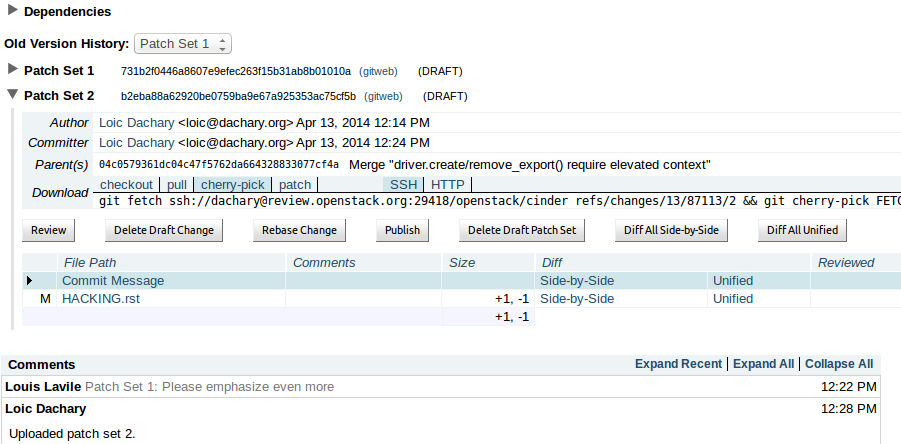 Dependencies
Old Version History: Patch Set 1
Patch Set 1 731b2f0446a8607e9efec263f15b31ab8b01010a (gitweb) (DRAFT)
Patch Set 2 b2eba88a62920be0759ba9e67a925353ac75cf5b (gitweb) (DRAFT)
Author Loic Dachary <loic@dachary.org> Apr 13, 2014 12:14 PM
Committer Loic Dachary <loic@dachary.org> Apr 13, 2014 12:24 PM
Parent(s) 04c0579361dc04c47f5762da664328833077cf4a Merge "driver.create/remove_export() require elevated context"
Download checkout | pull | cherry-pick | patch | SSH | HTTP |
git fetch ssh://dachary@review.openstack.org:29418/openstack/cinder refs/changes/13/87113/2 && git cherry-pick FETC
Review Delete Draft Change Rebase Change Publish Delete Draft Patch Set Diff All Side-by-Side Diff All Unified
File Path Comments Size Diff Reviewed
Commit Message Side-by-Side Unified
M HACKING.rst +1, -1 Side-by-Side Unified
+1, -1
Comments Expand Recent | Expand All | Collapse All
Louis Lavile Patch Set 1: Please emphasize even more 12:22 PM
Loic Dachary 12:28 PM
Uploaded patch set 2.